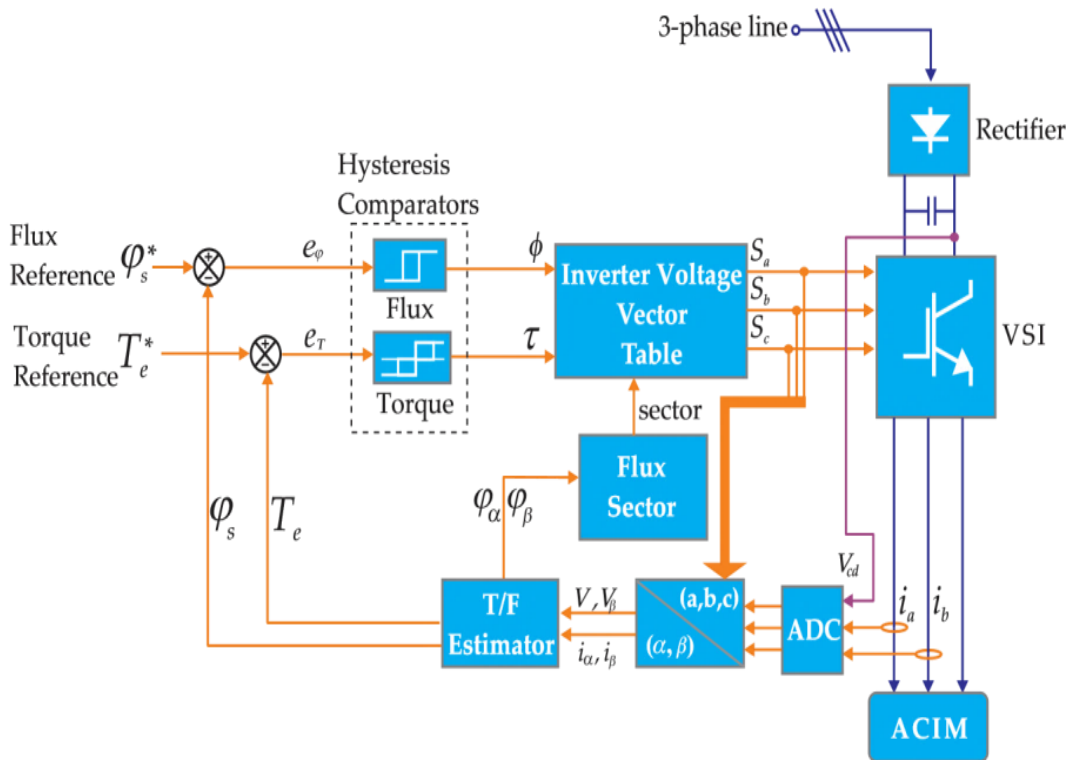 3-phase line
Rectifier
Hysteresis
Comparators
Flux
Reference
φs*
eφ
Flux
ϕ
Inverter Voltage
Vector
Table
Sa
Sb
Sc
VSI
Torque
Reference
Te*
eT
Torque
τ
sector
Flux
Sector
φα φβ
φs
Te
T/F
Estimator
V, Vβ
iα, iβ
(a,b,c)
(α, β)
ADC
Vcd
ia
ib
ACIM